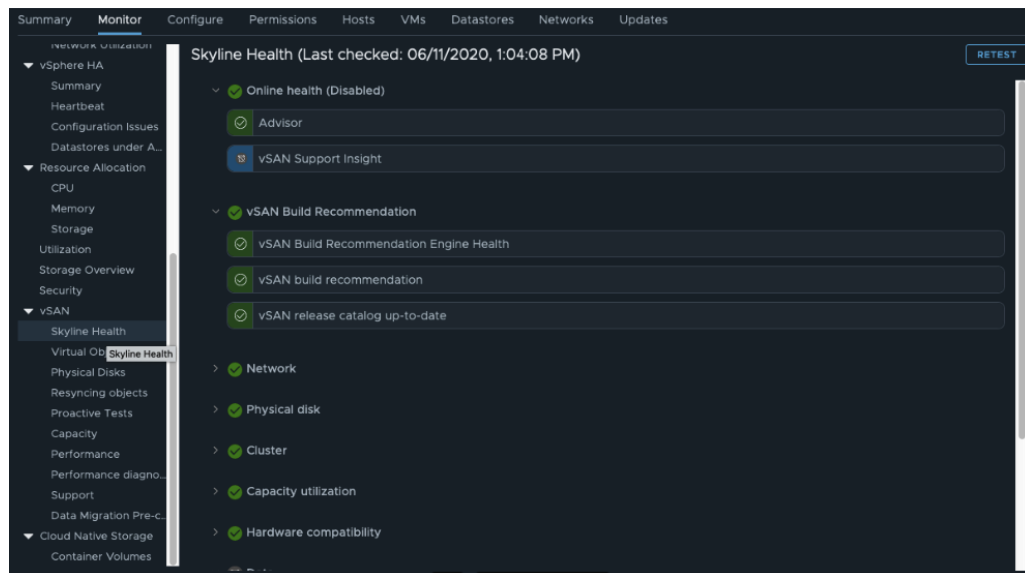 Summary Monitor Configure Permissions Hosts VMs Datastores Networks Updates
Network Utilization
vSphere HA
Summary
Heartbeat
Configuration Issues
Datastores under A...
Resource Allocation
CPU
Memory
Storage
Utilization
Storage Overview
Security
vSAN
Skyline Health
Virtual Ob
Skyline Health
Physical Disks
Resyncing objects
Proactive Tests
Capacity
Performance
Performance diagno...
Support
Data Migration Pre-c...
Cloud Native Storage
Container Volumes
Skyline Health (Last checked: 06/11/2020, 1:04:08 PM)
RETEST
Online health (Disabled)
Advisor
vSAN Support Insight
vSAN Build Recommendation
vSAN Build Recommendation Engine Health
vSAN build recommendation
vSAN release catalog up-to-date
Network
Physical disk
Cluster
Capacity utilization
Hardware compatibility